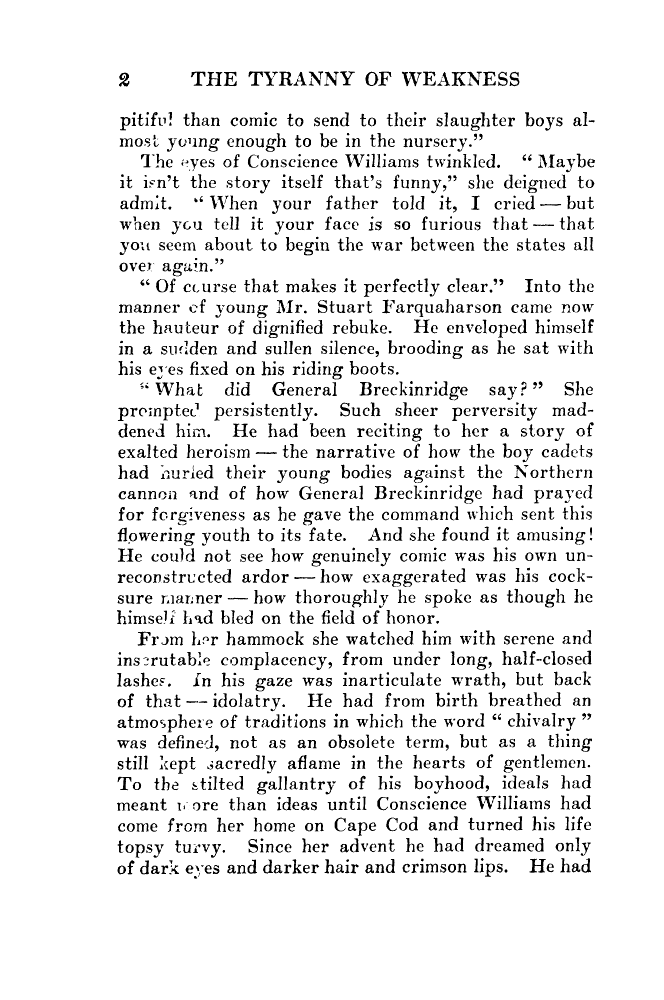 2 THE TYRANNY OF WEAKNESS
pitiful than comic to send to their slaughter boys al-
most young enough to be in the nursery.”
The eyes of Conscience Williams twinkled. “ Maybe
it isn’t the story itself that’s funny,” she deigned to
admit. “ When your father told it, I cried — but
when you tell it your face is so furious that — that
you seem about to begin the war between the states all
over again.”
“ Of course that makes it perfectly clear.” Into the
manner of young Mr. Stuart Farquaharson came now
the hauteur of dignified rebuke. He enveloped himself
in a sudden and sullen silence, brooding as he sat with
his eyes fixed on his riding boots.
“ What did General Breckinridge say? ” She
prompted persistently. Such sheer perversity mad-
dened him. He had been reciting to her a story of
exalted heroism — the narrative of how the boy cadets
had hurled their young bodies against the Northern
cannon and of how General Breckinridge had prayed
for forgiveness as he gave the command which sent this
flowering youth to its fate. And she found it amusing!
He could not see how genuinely comic was his own un-
reconstructed ardor — how exaggerated was his cock-
sure manner — how thoroughly he spoke as though he
himself had bled on the field of honor.
From her hammock she watched him with serene and
inscrutable complacency, from under long, half-closed
lashes. In his gaze was inarticulate wrath, but back
of that — idolatry. He had from birth breathed an
atmosphere of traditions in which the word “ chivalry ”
was defined, not as an obsolete term, but as a thing
still kept sacredly aflame in the hearts of gentlemen.
To the stilted gallantry of his boyhood, ideals had
meant more than ideas until Conscience Williams had
come from her home on Cape Cod and turned his life
topsy turvy. Since her advent he had dreamed only
of dark eyes and darker hair and crimson lips. He had